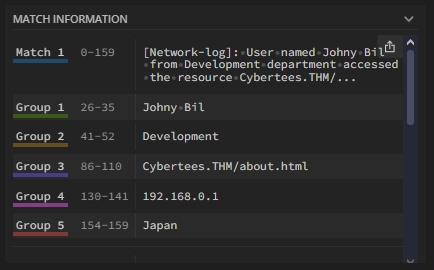 MATCH INFORMATION
Match 1 0-159 [Network-log]: User named Johny Bil
from Development department accessed
the resource Cybertees.THM/...
Group 1 26-35 Johny Bil
Group 2 41-52 Development
Group 3 86-110 Cybertees.THM/about.html
Group 4 130-141 192.168.0.1
Group 5 154-159 Japan